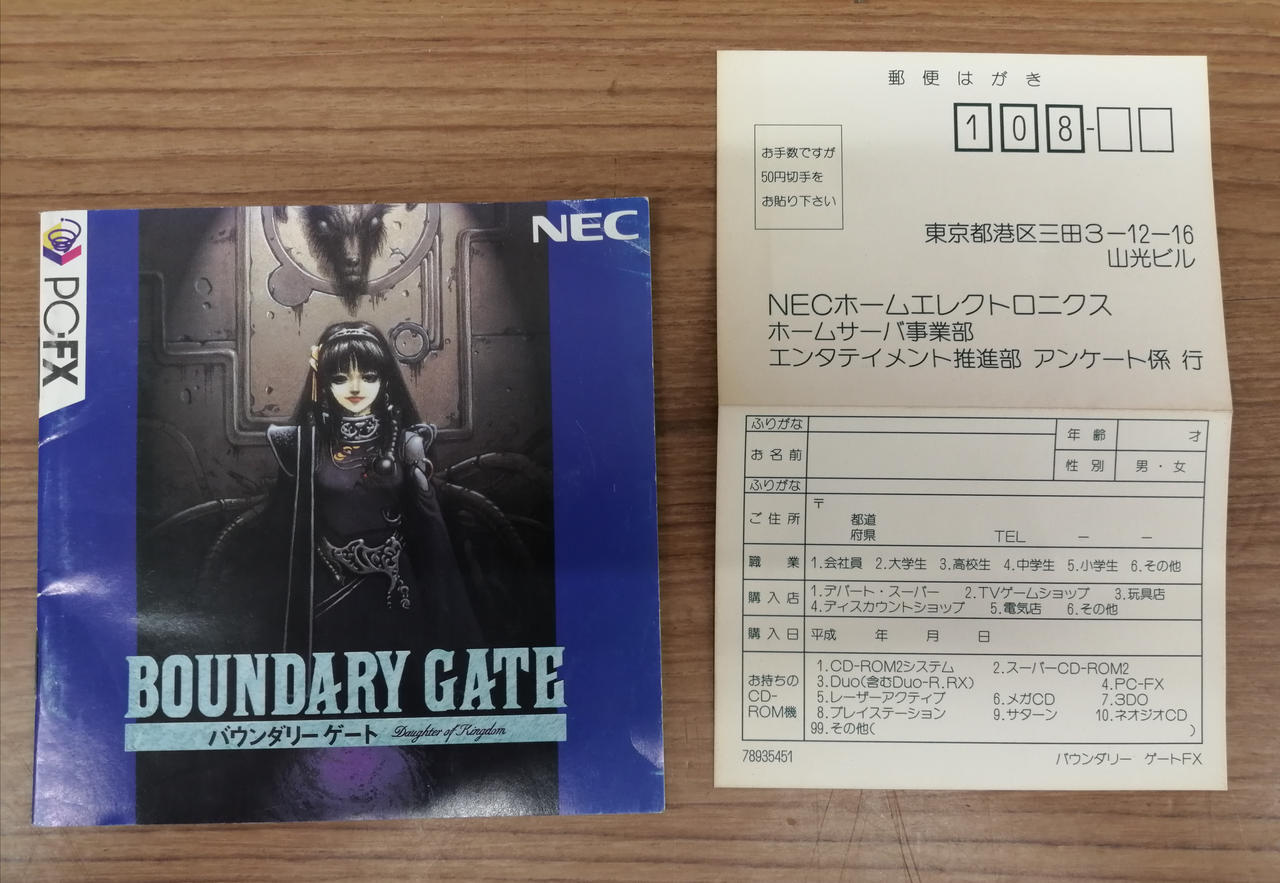 NEC
PC-FX
BOUNDARY GATE
バウンダリーゲート Daughter of Kingdom
郵便はがき
108-
お手数ですが
50円切手を
お貼り下さい
東京都港区三田3-12-16
山光ビル
NECホームエレクトロニクス
ホームサーバ事業部
エンタテイメント推進部 アンケート係 行
ふりがな
お名前
年齢 才
性別 男・女
ふりがな
ご住所 〒
都道
府県 TEL － －
職業 1.会社員 2.大学生 3.高校生 4.中学生 5.小学生 6.その他
購入店 1.デパート・スーパー 2.TVゲームショップ 3.玩具店
4.ディスカウントショップ 5.電気店 6.その他
購入日 平成 年 月 日
お持ちの
CD-
ROM機
1.CD-ROM2システム 2.スーパーCD-ROM2
3.Duo(含むDuo-R,RX) 4.PC-FX
5.レーザーアクティブ 6.メガCD 7.3DO
8.プレイステーション 9.サターン 10.ネオジオCD
99.その他( )
78935451 バウンダリー ゲートFX